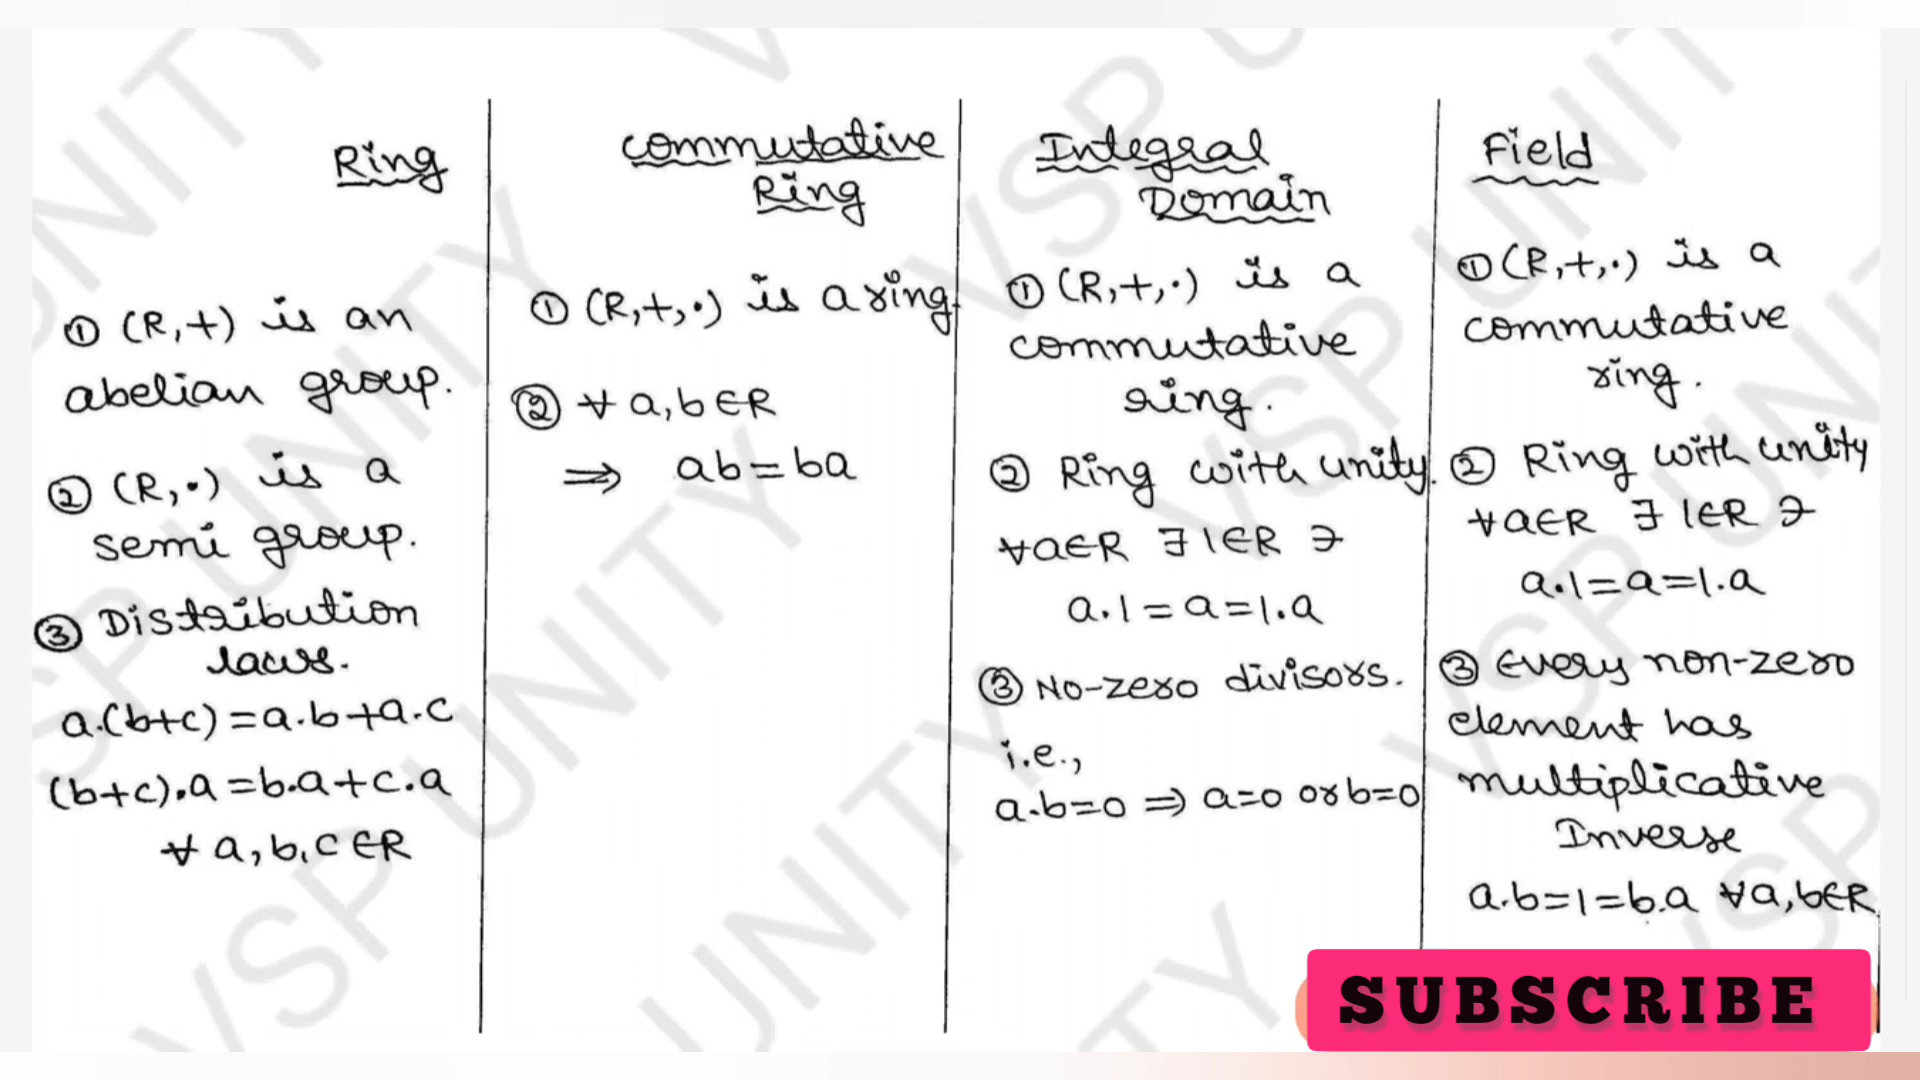 Ring
① (R,+) is an
abelian group.
② (R,·) is a
semi group.
③ Distribution
laws.
a.(b+c)=a.b+a.c
(b+c).a=b.a+c.a
∀ a,b,c∈R
commutative
Ring
① (R,+,·) is a ring.
② ∀ a,b∈R
⇒ ab=ba
Integral
Domain
① (R,+,·) is a
commutative
ring.
② Ring with unity.
∀a∈R ∃ 1∈R ∋
a.1=a=1.a
③ No-zero divisors.
i.e.,
a.b=0 ⇒ a=0 or b=0
Field
① (R,+,·) is a
commutative
ring.
② Ring with unity
∀a∈R ∃ 1∈R ∋
a.1=a=1.a
③ Every non-zero
element has
multiplicative
Inverse
a.b=1=b.a ∀a,b∈R
SUBSCRIBE
VSP UNITY